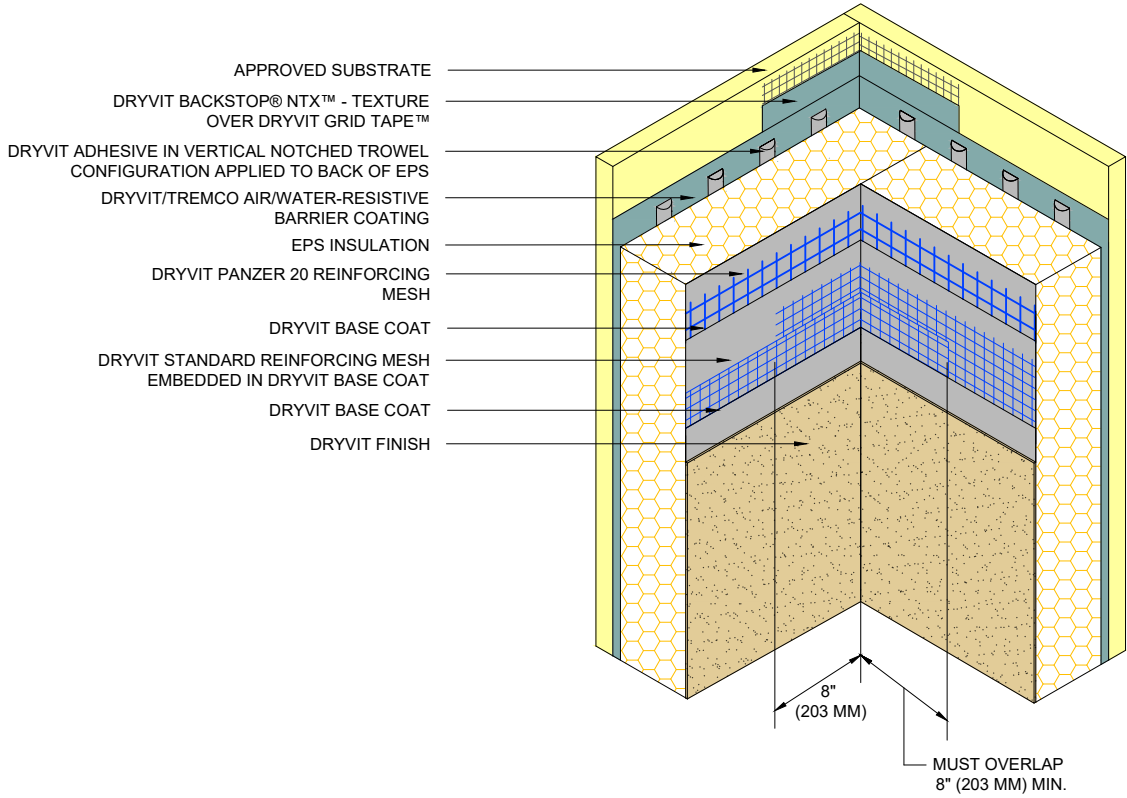 APPROVED SUBSTRATE
DRYVIT BACKSTOP® NTX™ - TEXTURE
OVER DRYVIT GRID TAPE™
DRYVIT ADHESIVE IN VERTICAL NOTCHED TROWEL
CONFIGURATION APPLIED TO BACK OF EPS
DRYVIT/TREMCO AIR/WATER-RESISTIVE
BARRIER COATING
EPS INSULATION
DRYVIT PANZER 20 REINFORCING
MESH
DRYVIT BASE COAT
DRYVIT STANDARD REINFORCING MESH
EMBEDDED IN DRYVIT BASE COAT
DRYVIT BASE COAT
DRYVIT FINISH
8"
(203 MM)
MUST OVERLAP
8" (203 MM) MIN.